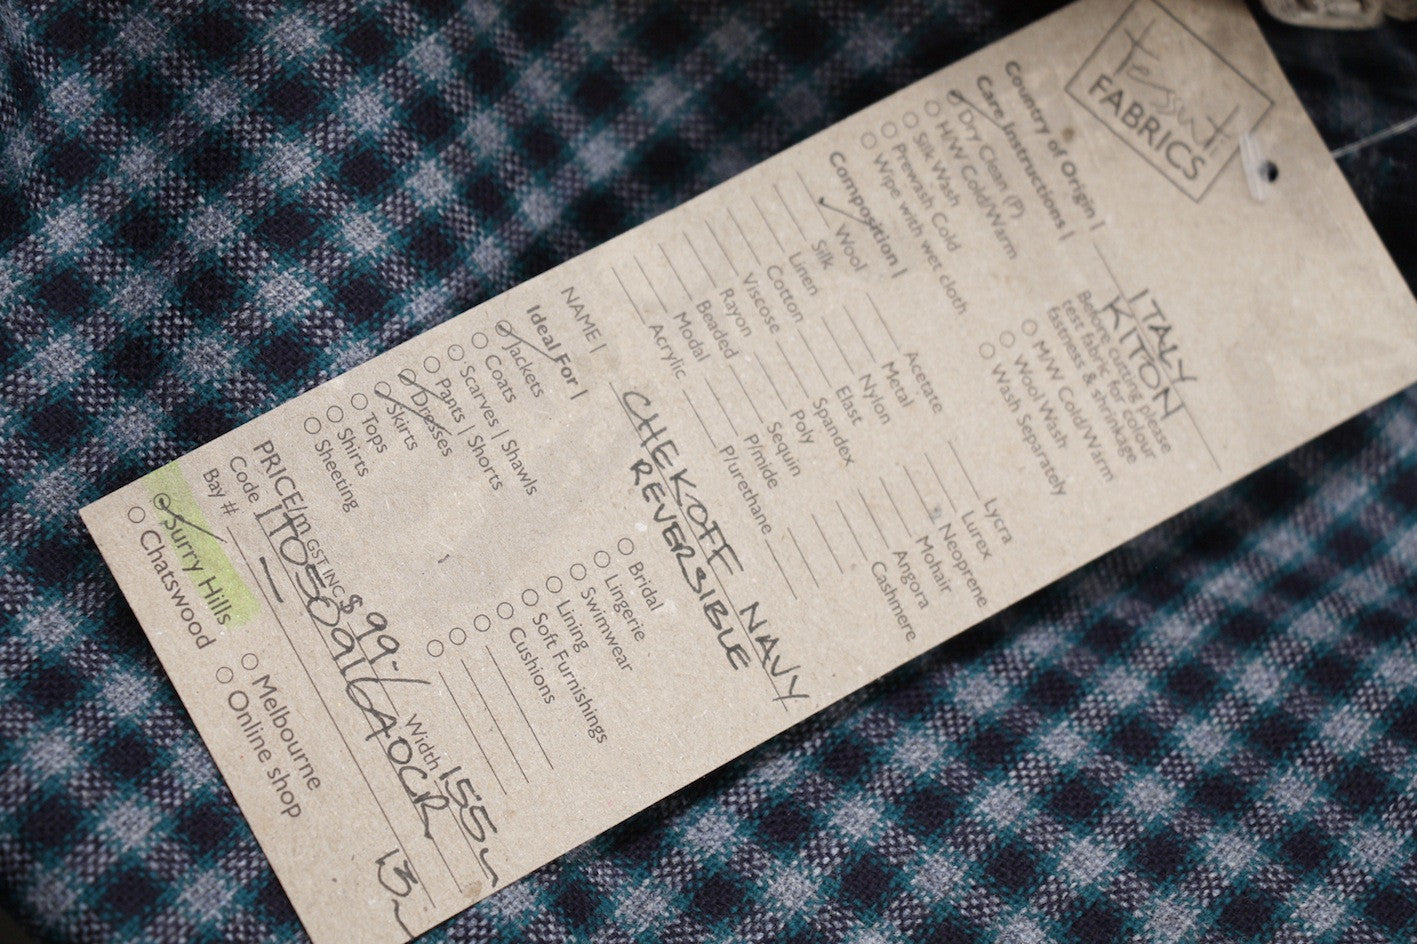 tessuti
FABRICS
Country of Origin | ITALY
KITON
Care Instructions |
Before cutting please
test fabric for colour
fastness & shrinkage
Dry Clean (P)
H/W Cold/Warm
Silk Wash
Prewash Cold
Wipe with wet cloth
M/W Cold/Warm
Wool Wash
Wash Separately
Composition |
Wool
Silk
Linen
Cotton
Viscose
Rayon
Beaded
Modal
Acrylic
Acetate
Metal
Nylon
Elast
Spandex
Poly
Sequin
P/mide
P/urethane
Lycra
Lurex
Neoprene
Mohair
Angora
Cashmere
NAME | CHEKOFF NAVY
REVERSIBLE
Ideal For |
Jackets
Coats
Scarves | Shawls
Pants | Shorts
Dresses
Skirts
Tops
Shirts
Sheeting
Bridal
Lingerie
Swimwear
Lining
Soft Furnishings
Cushions
PRICE/m GST INC $99.- Width 155
Code
Bay #
Surry Hills
Chatswood
Melbourne
Online shop